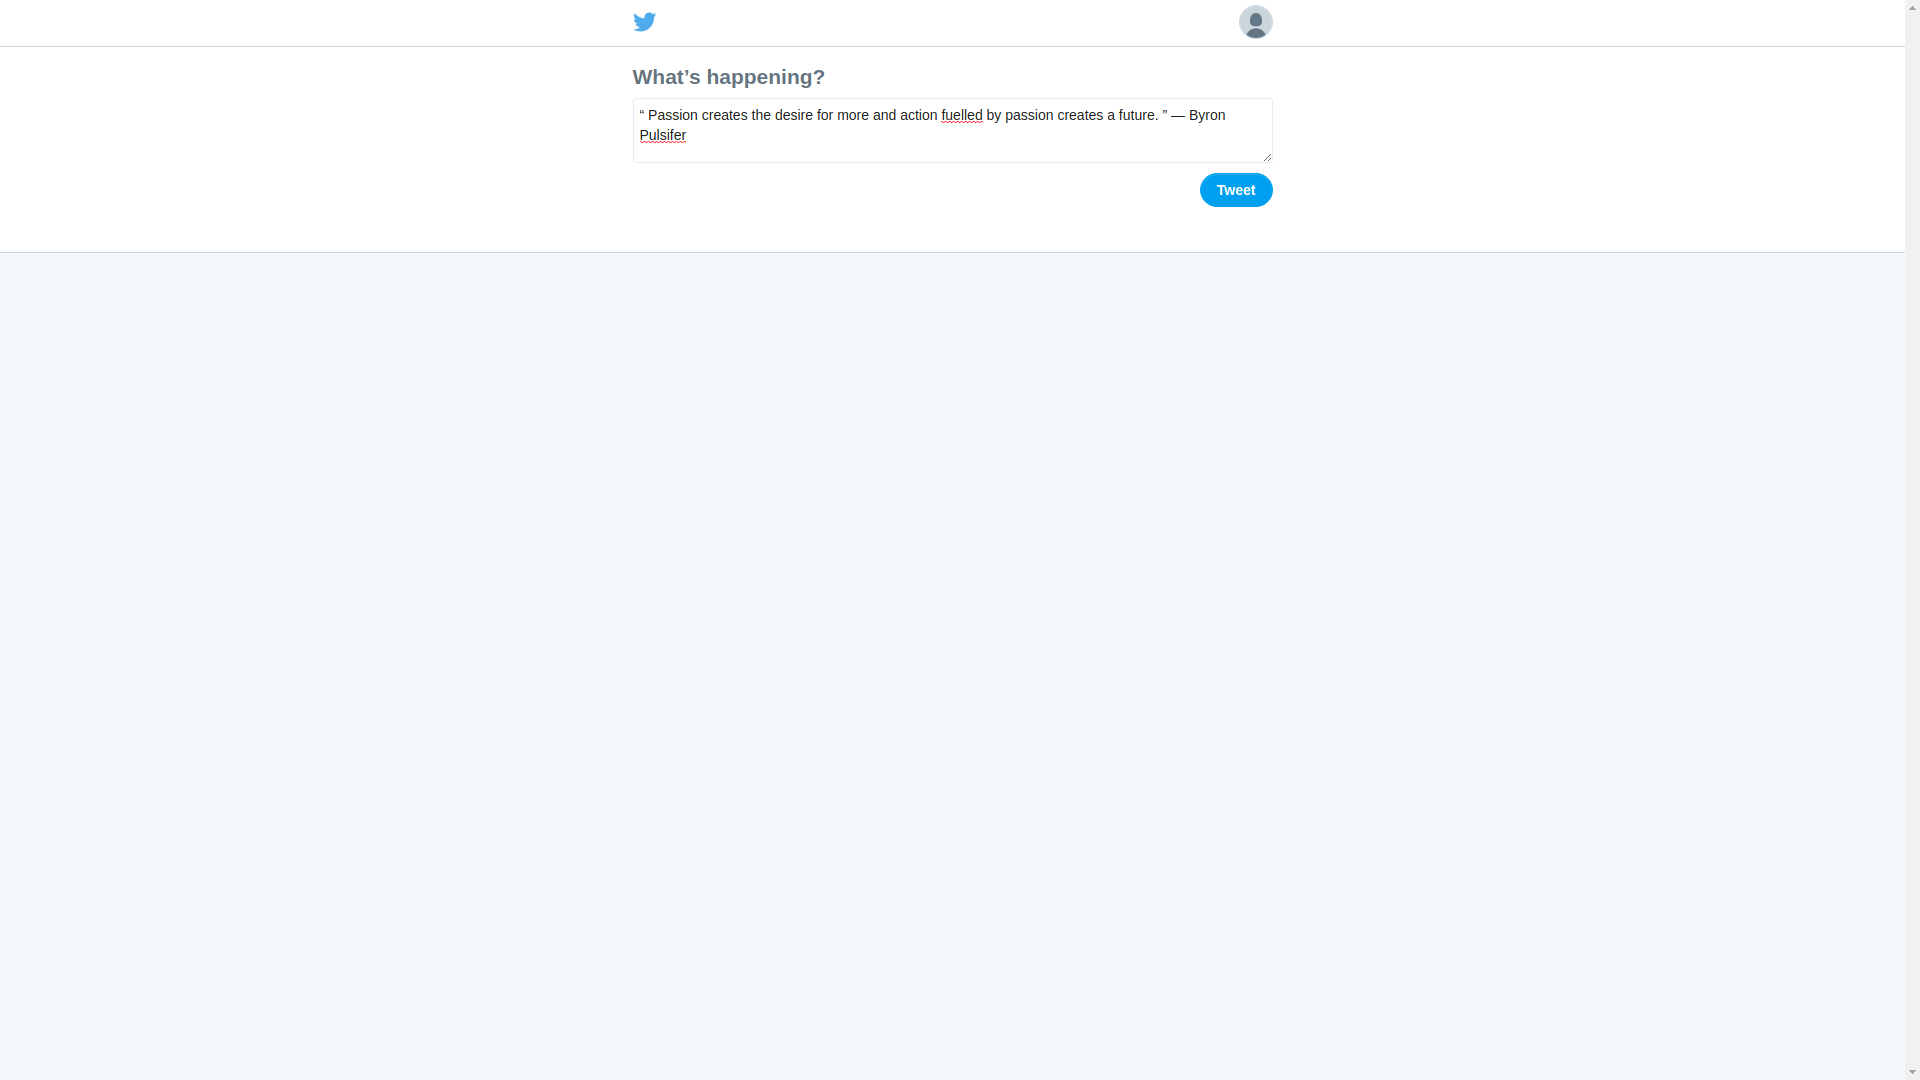 What’s happening?
“ Passion creates the desire for more and action fuelled by passion creates a future. ” — Byron
Pulsifer
Tweet